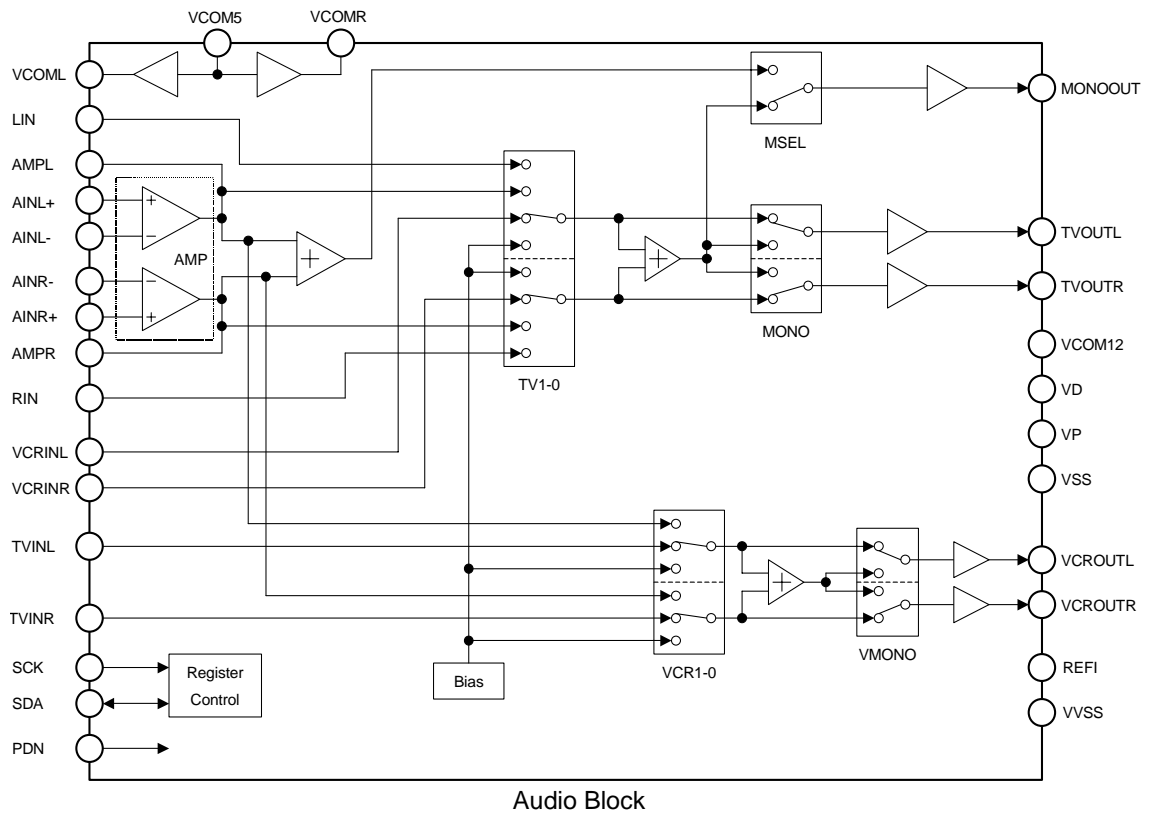 VCOM5
VCOMR
VCOML
LIN
AMPL
AINL+
AINL-
AINR-
AINR+
AMPR
RIN
VCRINL
VCRINR
TVINL
TVINR
SCK
SDA
PDN
+
−
AMP
−
+
+
TV1-0
+
MSEL
MONO
Bias
VCR1-0
+
VMONO
Register
Control
MONOOUT
TVOUTL
TVOUTR
VCOM12
VD
VP
VSS
VCROUTL
VCROUTR
REFI
VVSS
Audio Block